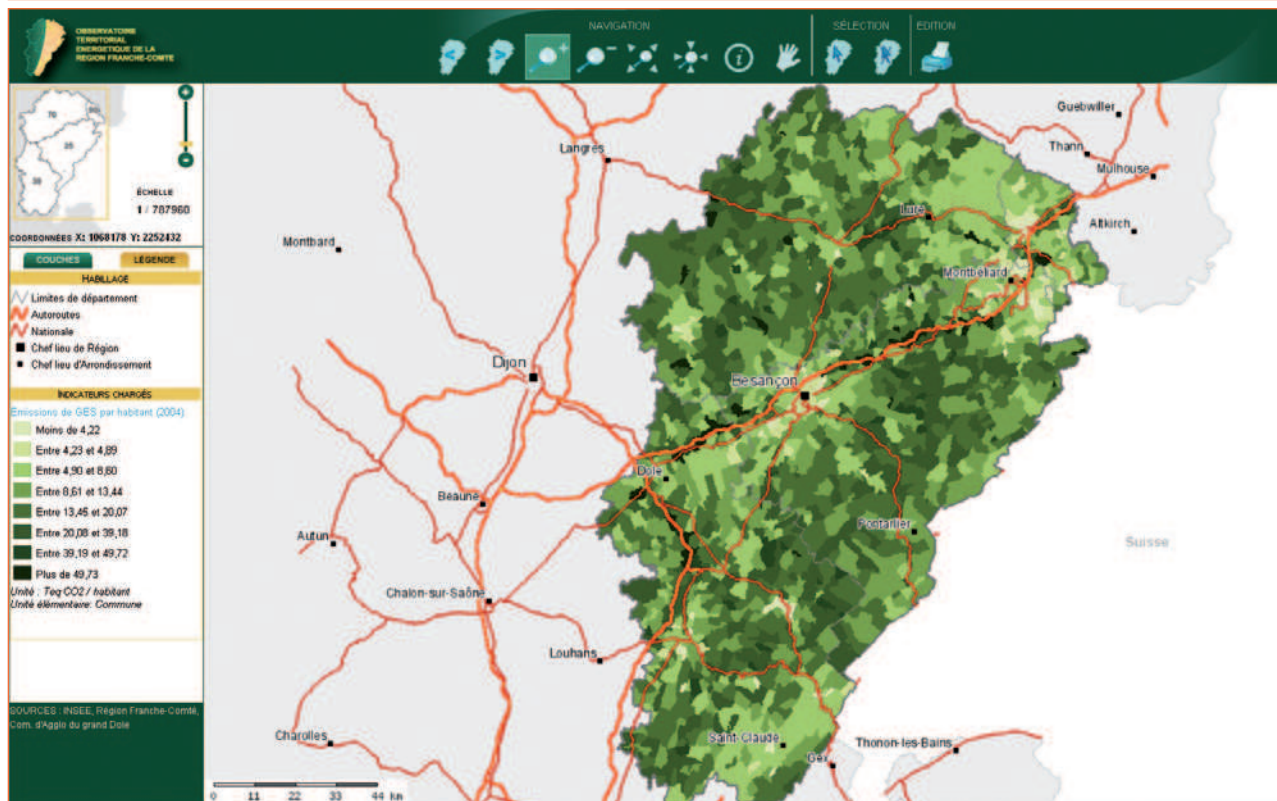 OBSERVATOIRE
TERRITORIAL
ENERGETIQUE DE LA
REGION FRANCHE-COMTE
NAVIGATION
SÉLECTION
EDITION
70
25
39
ÉCHELLE
1 / 787960
COORDONNÉES X: 1068178 Y: 2252432
COUCHES
LÉGENDE
HABILLAGE
Limites de département
Autoroutes
Nationale
Chef lieu de Région
Chef lieu d'Arrondissement
INDICATEURS CHARGÉS
Emissions de GES par habitant (2004)
Moins de 4,22
Entre 4,23 et 4,89
Entre 4,90 et 8,60
Entre 8,61 et 13,44
Entre 13,45 et 20,07
Entre 20,08 et 39,18
Entre 39,19 et 49,72
Plus de 49,73
Unité : Teq CO2 / habitant
Unité élémentaire: Commune
SOURCES : INSEE, Région Franche-Comté,
Com. d'Agglo du grand Dole
Guebwiller
Langres
Thann
Mulhouse
Lure
Altkirch
Montbard
Montbéliard
Dijon
Besançon
Dole
Beaune
Pontarlier
Autun
Suisse
Chalon-sur-Saône
Louhans
Charolles
Saint-Claude
Thonon-les-Bains
Gex
0 11 22 33 44 km